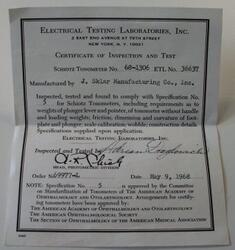 ELECTRICAL TESTING LABORATORIES, INC.
2 EAST END AVENUE AT 79TH STREET
NEW YORK, N. Y. 10021
CERTIFICATE OF INSPECTION AND TEST
SCHIOTZ TONOMETER NO. 68-1306 ETL NO. 36637
Manufactured by J. Sklar Manufacturing Co., Inc.
Inspected, tested and found to comply with Specification No.
5 for Schiotz Tonometers, including requirements as to
weights of plunger lever and pointer, of tonometer without handle
and loading weights; friction, dimension and curvature of foot
plate and plunger; scale calibration; wobble; construction details
Specifications supplied upon application.
ELECTRICAL TESTING LABORATORIES, INC.
Inspected and Tested by
HEAD, PHOTOMETRIC DIVISION
Order No. Date May 9, 1968
NOTE: Specification No. 5 is approved by the Committee
on Standardization of Tonometers of THE AMERICAN ACADEMY OF
OPHTHALMOLOGY AND OTOLARYNGOLOGY. Arrangements for certifying
tonometers have been approved by:
THE AMERICAN ACADEMY OF OPHTHALMOLOGY AND OTOLARYNGOLOGY
THE AMERICAN OPHTHALMOLOGICAL SOCIETY
THE SECTION OF OPHTHALMOLOGY OF THE AMERICAN MEDICAL ASSOCIATION